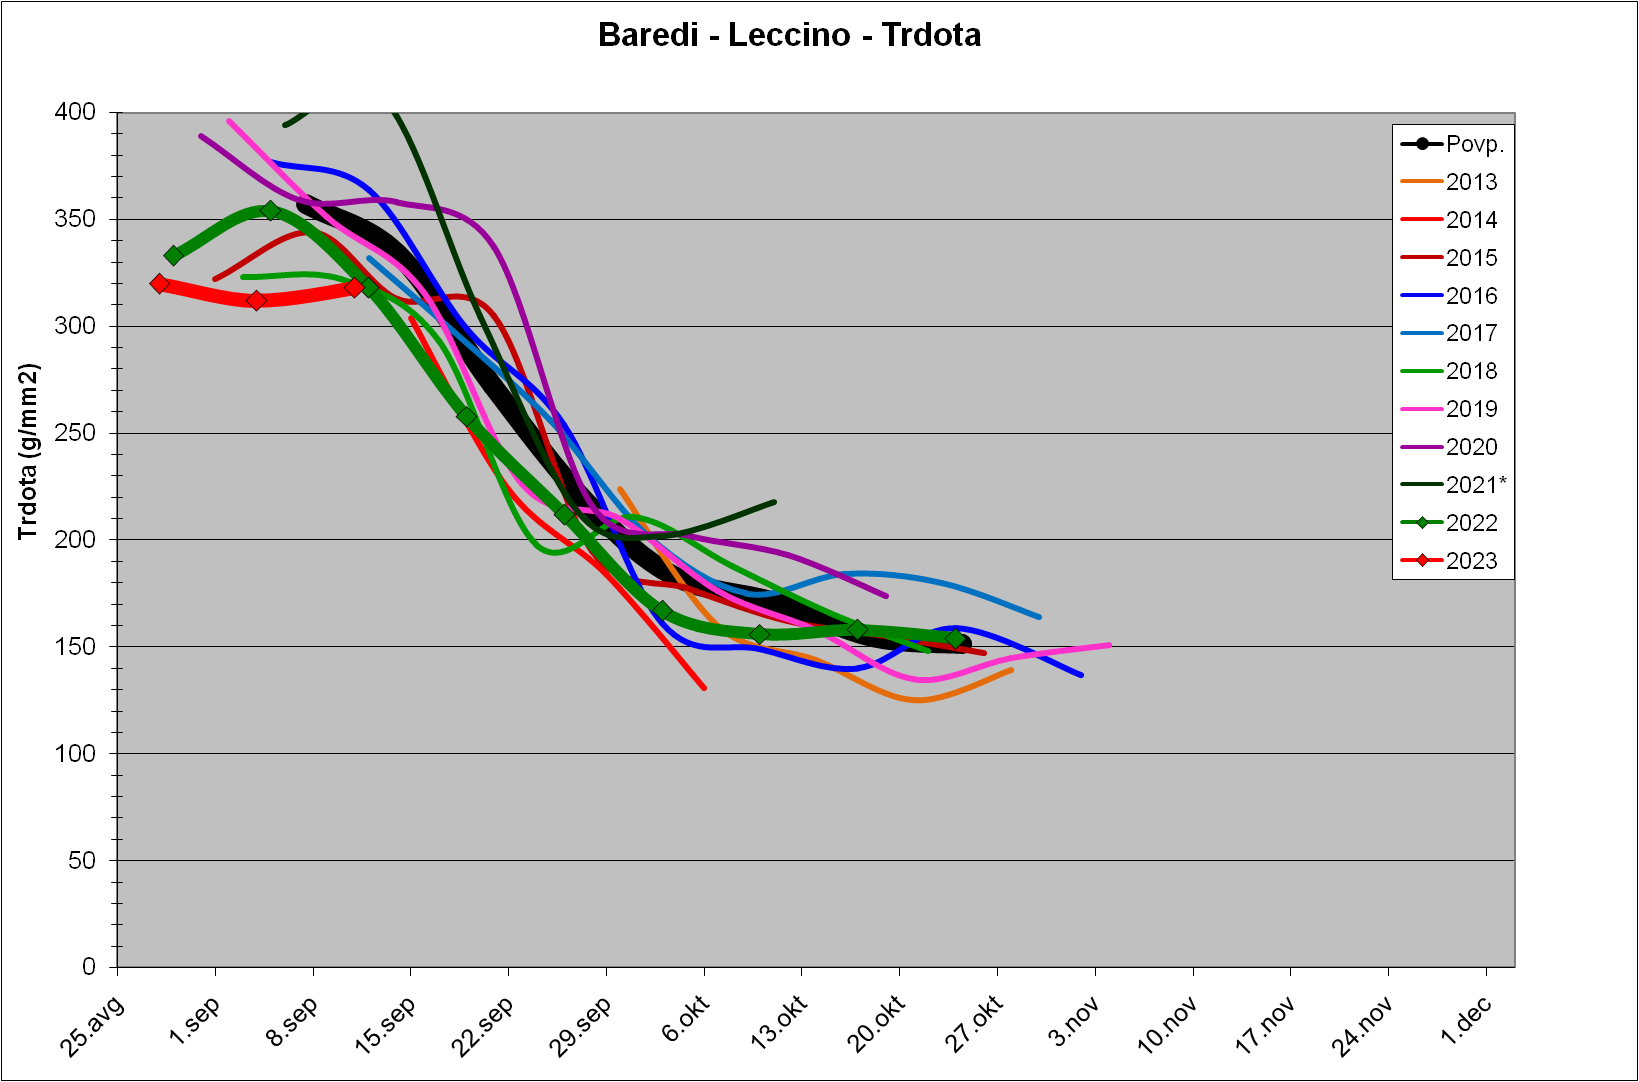 Baredi - Leccino - Trdota
Trdota (g/mm2)
400
350
300
250
200
150
100
50
0
25.avg
1.sep
8.sep
15.sep
22.sep
29.sep
6.okt
13.okt
20.okt
27.okt
3.nov
10.nov
17.nov
24.nov
1.dec
Povp.
2013
2014
2015
2016
2017
2018
2019
2020
2021*
2022
2023